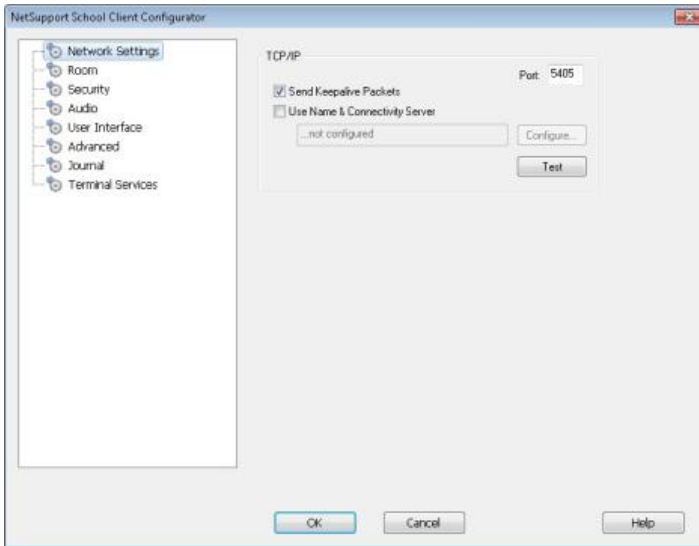 NetSupport School Client Configurator
Network Settings
Room
Security
Audio
User Interface
Advanced
Journal
Terminal Services
TCP/IP
Port: 5405
Send Keepalive Packets
Use Name & Connectivity Server
...not configured
Configure...
Test
OK
Cancel
Help